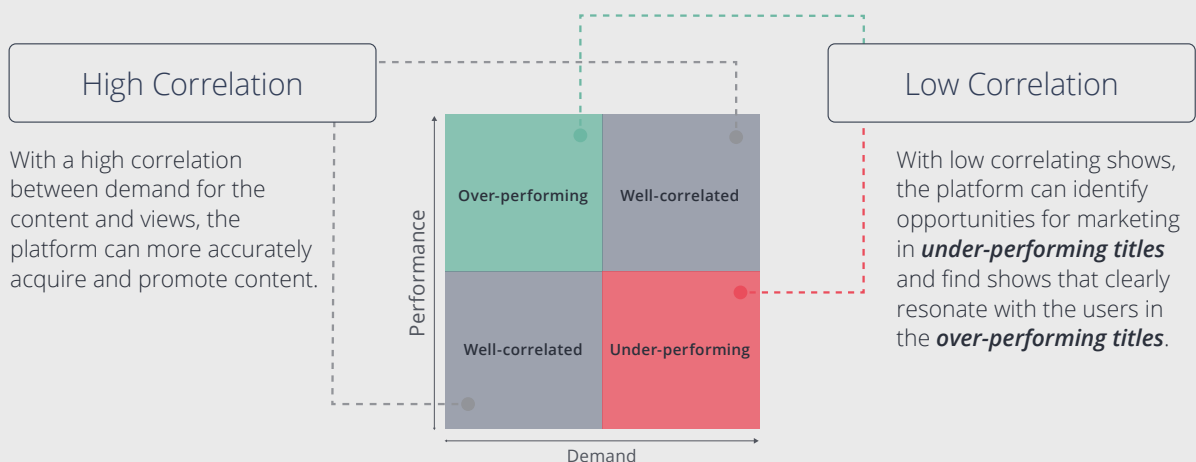 High Correlation
With a high correlation
between demand for the
content and views, the
platform can more accurately
acquire and promote content.
Performance
Over-performing
Well-correlated
Well-correlated
Under-performing
Demand
Low Correlation
With low correlating shows,
the platform can identify
opportunities for marketing
in under-performing titles
and find shows that clearly
resonate with the users in
the over-performing titles.